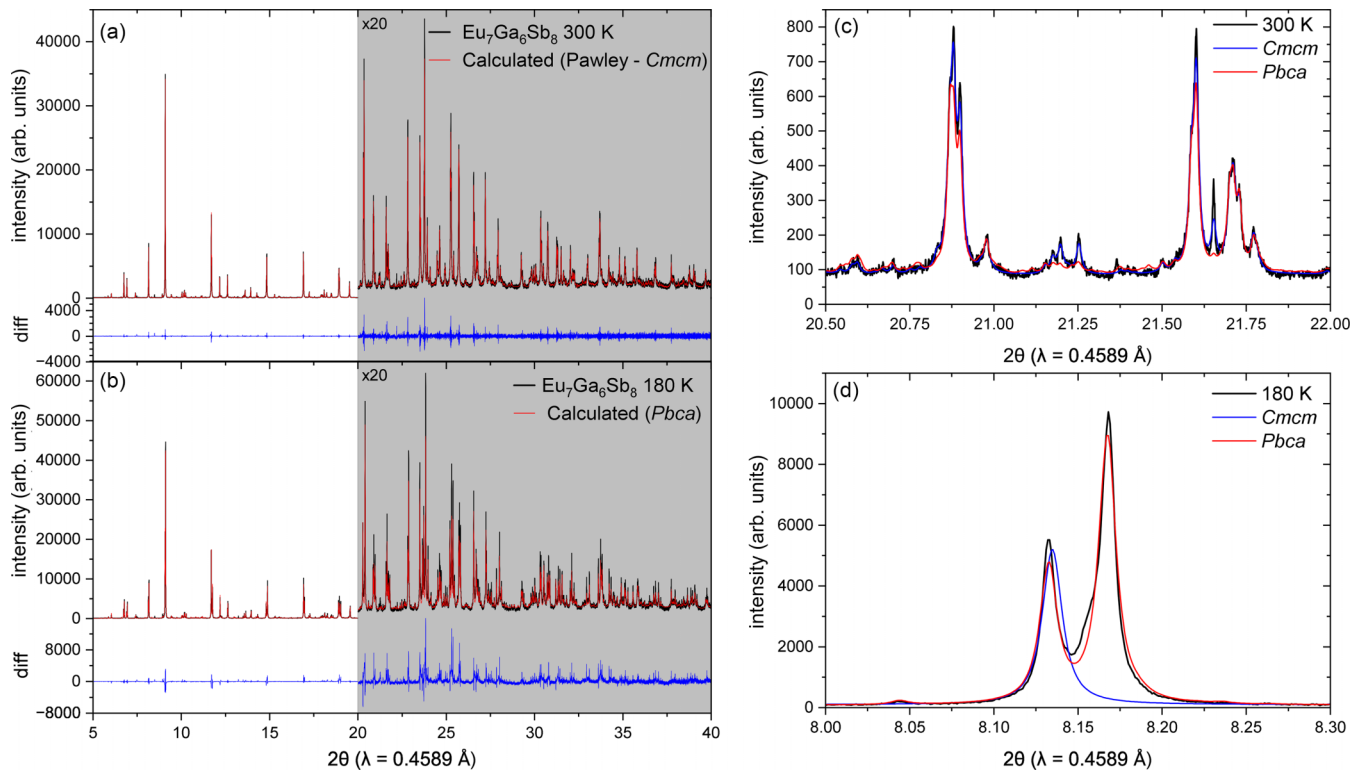 (a)
x20
Eu7Ga6Sb8 300 K
Calculated (Pawley - Cmcm)
intensity (arb. units)
45000
40000
35000
30000
25000
20000
15000
10000
5000
0
diff
4000
0
−4000
(b)
x20
Eu7Ga6Sb8 180 K
Calculated (Pbca)
intensity (arb. units)
60000
50000
40000
30000
20000
10000
0
diff
8000
0
−8000
5 10 15 20 25 30 35 40
2θ (λ = 0.4589 Å)
(c)
300 K
Cmcm
Pbca
intensity (arb. units)
800
700
600
500
400
300
200
100
0
20.50 20.75 21.00 21.25 21.50 21.75 22.00
2θ (λ = 0.4589 Å)
(d)
180 K
Cmcm
Pbca
intensity (arb. units)
10000
8000
6000
4000
2000
0
8.00 8.05 8.10 8.15 8.20 8.25 8.30
2θ (λ = 0.4589 Å)